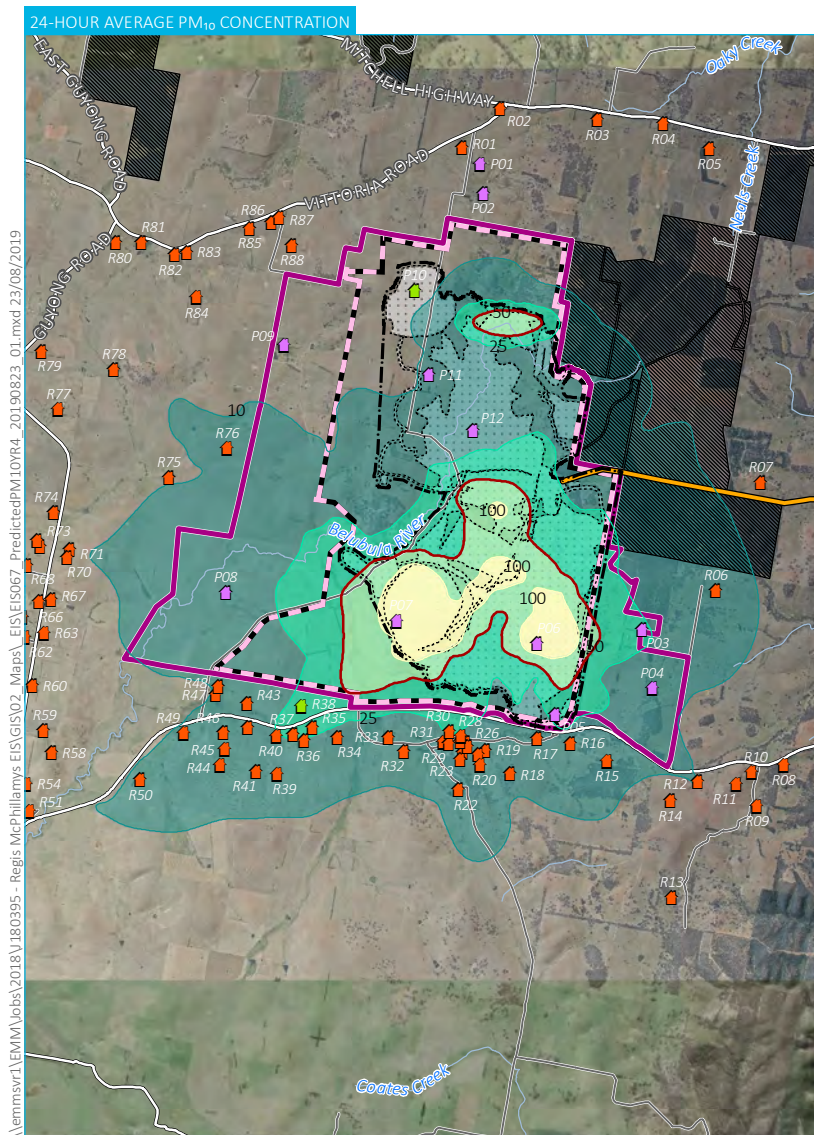 24-HOUR AVERAGE PM₁₀ CONCENTRATION
EAST GUYONG ROAD
MITCHELL HIGHWAY
Oaky Creek
R02
R03
R04
R05
R01
P01
P02
VITTORIA ROAD
Neals Creek
R86
R87
R85
R88
R80
R81
R82
R83
R84
GUYONG ROAD
P10
50
25
P09
R79
R78
P11
R77
10
P12
R76
R75
R07
R74
100
R73
Belubula River
R71
R70
R68
100
R06
P08
R67
100
R66
P07
P03
R63
P06
R62
R60
R48
R47
P04
R43
R38
25
P05
R59
R49
R46
R37
R35
R30
R28
R31
R26
R40
R36
R34
R33
R29
R19
R17
R16
R58
R45
R32
R23
R20
R18
R15
R44
R41
R39
R10
R08
R54
R50
R22
R12
R11
R51
R14
R09
R13
Coates Creek
\\emmsvr1\EMM\Jobs\2018\J180395 - Regis McPhillamys EIS\GIS\02_Maps\_EIS\EIS067_PredictedPM10YR4_20190823_01.mxd 23/08/2019